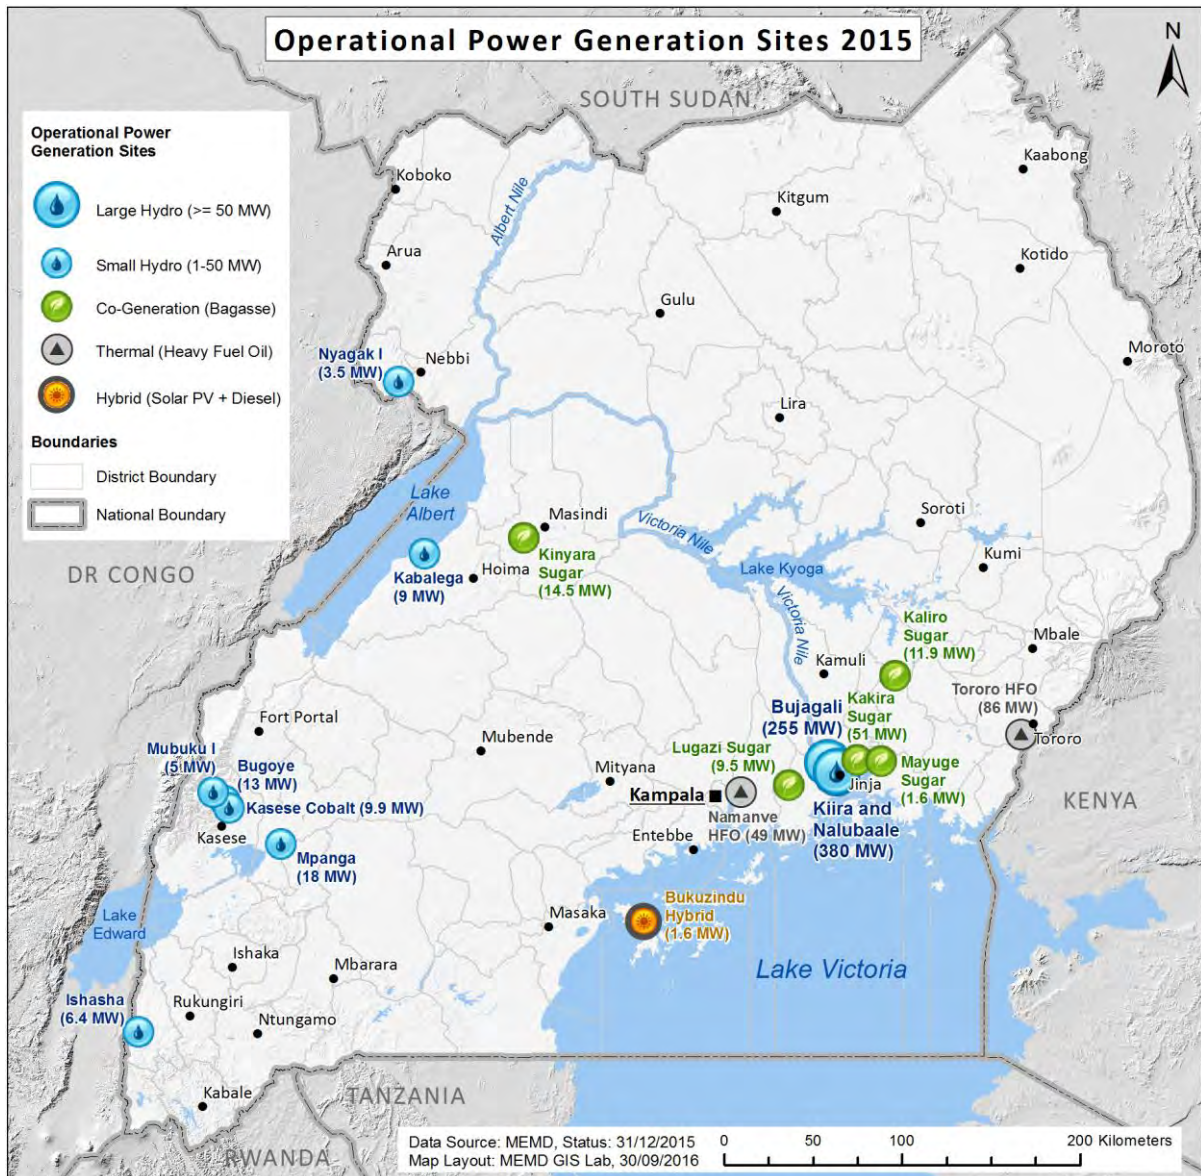 Operational Power Generation Sites 2015
N
SOUTH SUDAN
Operational Power
Generation Sites
Large Hydro (>= 50 MW)
Small Hydro (1-50 MW)
Co-Generation (Bagasse)
Thermal (Heavy Fuel Oil)
Hybrid (Solar PV + Diesel)
Boundaries
District Boundary
National Boundary
Koboko
Kaabong
Albert Nile
Kitgum
Arua
Kotido
Gulu
Nyagak I
(3.5 MW)
Nebbi
Moroto
Lira
Lake
Albert
Masindi
Soroti
Victoria Nile
Kinyara
Sugar
(14.5 MW)
Kumi
DR CONGO
Hoima
Kabalega
(9 MW)
Lake Kyoga
Victoria Nile
Kaliro
Sugar
(11.9 MW)
Mbale
Kamuli
Tororo HFO
(86 MW)
Tororo
Fort Portal
Bujagali
(255 MW)
Kakira
Sugar
(51 MW)
Mubende
Mubuku I
(5 MW)
Bugoye
(13 MW)
Lugazi Sugar
(9.5 MW)
Mityana
Mayuge
Sugar
(1.6 MW)
Jinja
Kampala
Kasese Cobalt (9.9 MW)
KENYA
Namanve
HFO (49 MW)
Kiira and
Nalubaale
(380 MW)
Kasese
Entebbe
Mpanga
(18 MW)
Bukuzindu
Hybrid
(1.6 MW)
Masaka
Lake
Edward
Ishaka
Mbarara
Lake Victoria
Ishasha
(6.4 MW)
Rukungiri
Ntungamo
Kabale
TANZANIA
RWANDA
Data Source: MEMD, Status: 31/12/2015
Map Layout: MEMD GIS Lab, 30/09/2016
0 50 100 200 Kilometers